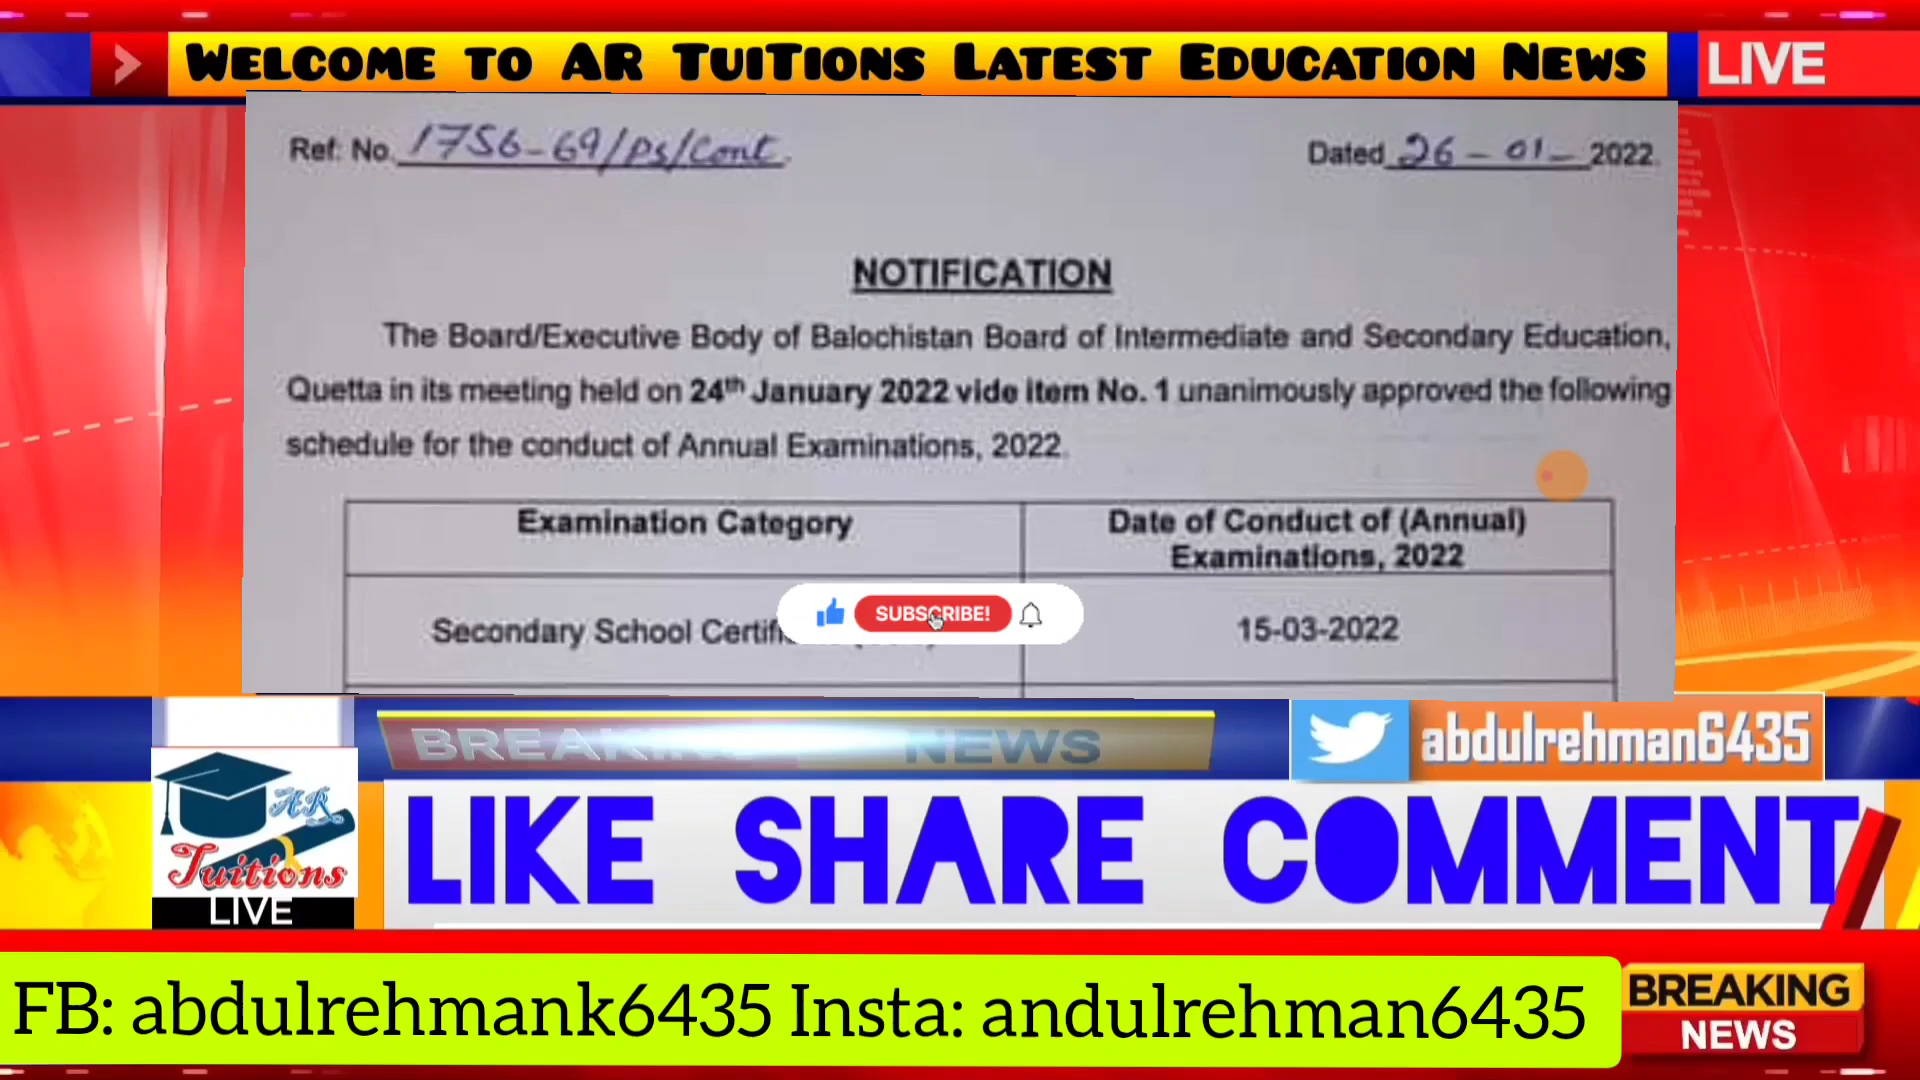 WELCOME TO AR TUITIONS LATEST EDUCATION NEWS
LIVE
Ref: No. 1756-69/Ps/Cont
Dated 26-01-2022.
NOTIFICATION
The Board/Executive Body of Balochistan Board of Intermediate and Secondary Education,
Quetta in its meeting held on 24th January 2022 vide item No. 1 unanimously approved the following
schedule for the conduct of Annual Examinations, 2022.
Examination Category
Date of Conduct of (Annual)
Examinations, 2022
Secondary School
15-03-2022
SUBSCRIBE!
BREAKING NEWS
abdulrehman6435
AR
Tuitions
LIVE
LIKE SHARE COMMENT
FB: abdulrehmank6435 Insta: andulrehman6435
BREAKING
NEWS